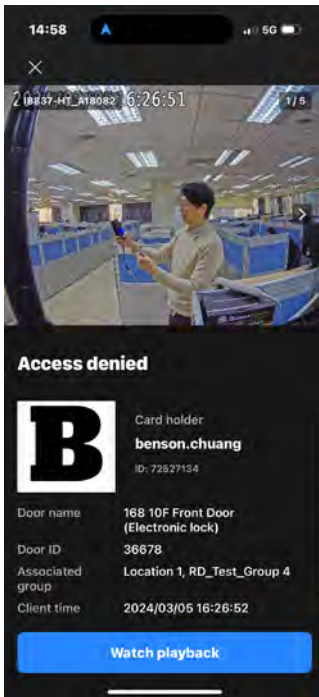 14:58
5G
IB837-HT_A18082
6:26:51
1/5
Access denied
B
Card holder
benson.chuang
ID: 72527134
Door name
168 10F Front Door
(Electronic lock)
Door ID
36678
Associated
group
Location 1, RD_Test_Group 4
Client time
2024/03/05 16:26:52
Watch playback